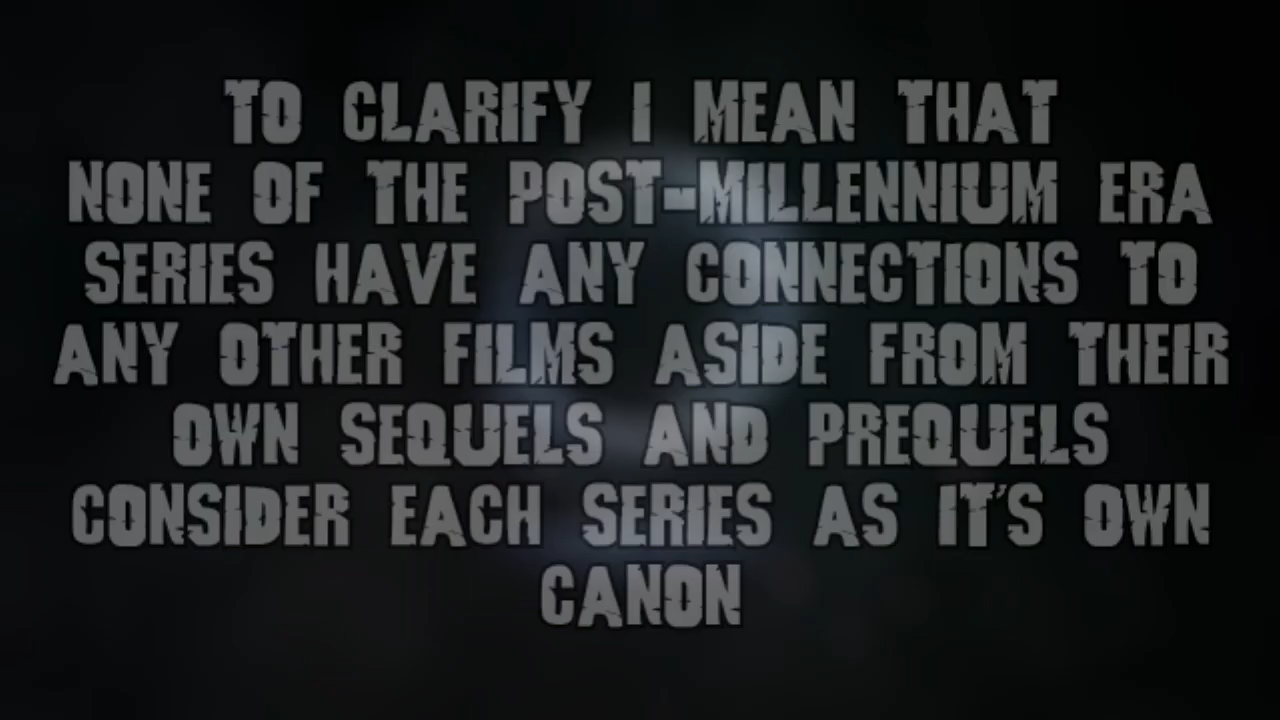 TO CLARIFY I MEAN THAT
NONE OF THE POST-MILLENNIUM ERA
SERIES HAVE ANY CONNECTIONS TO
ANY OTHER FILMS ASIDE FROM THEIR
OWN SEQUELS AND PREQUELS
CONSIDER EACH SERIES AS IT'S OWN
CANON